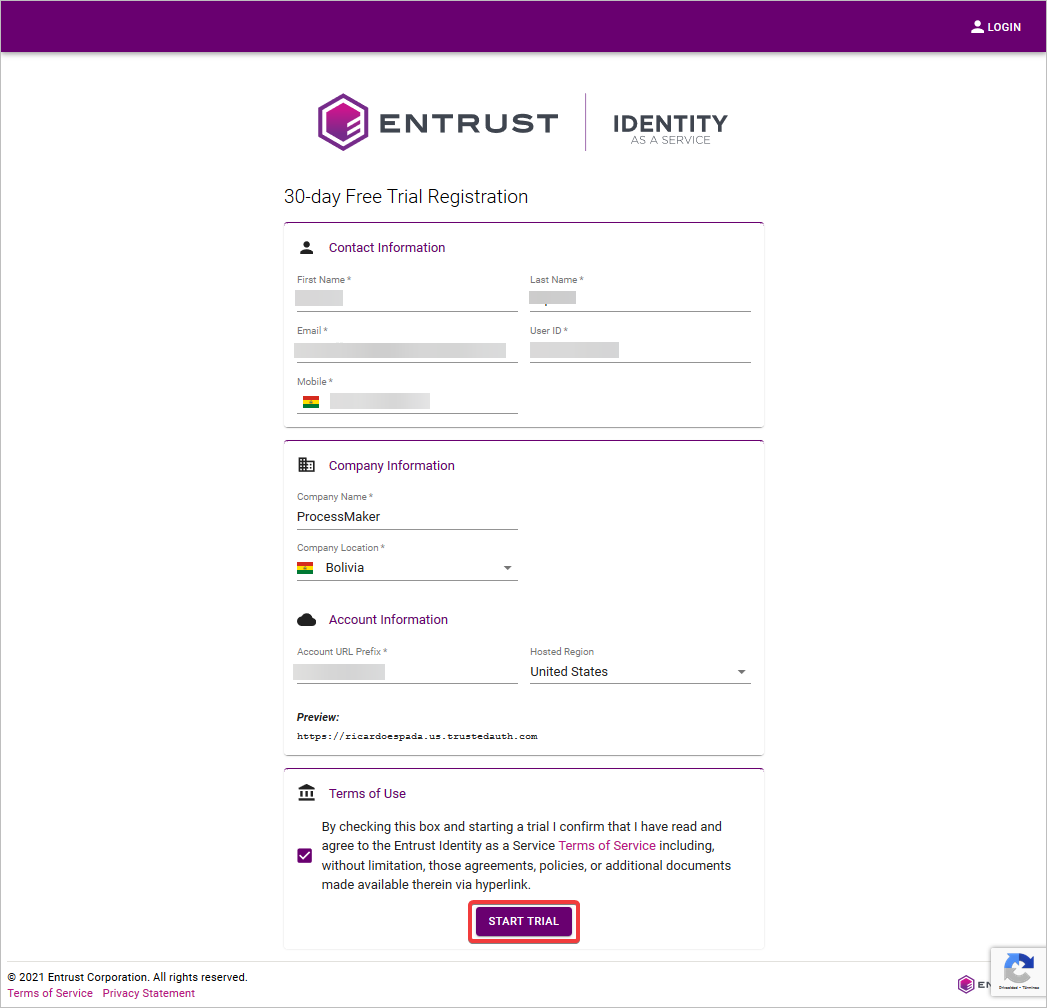 LOGIN
ENTRUST
IDENTITY
AS A SERVICE
30-day Free Trial Registration
Contact Information
First Name *
Last Name *
Email *
User ID *
Mobile *
Company Information
Company Name *
ProcessMaker
Company Location *
Bolivia
Account Information
Account URL Prefix *
Hosted Region
United States
Preview:
https://ricardoespada.us.trustedauth.com
Terms of Use
By checking this box and starting a trial I confirm that I have read and
agree to the Entrust Identity as a Service Terms of Service including,
without limitation, those agreements, policies, or additional documents
made available therein via hyperlink.
START TRIAL
© 2021 Entrust Corporation. All rights reserved.
Terms of Service Privacy Statement
EN
Privacidad - Términos